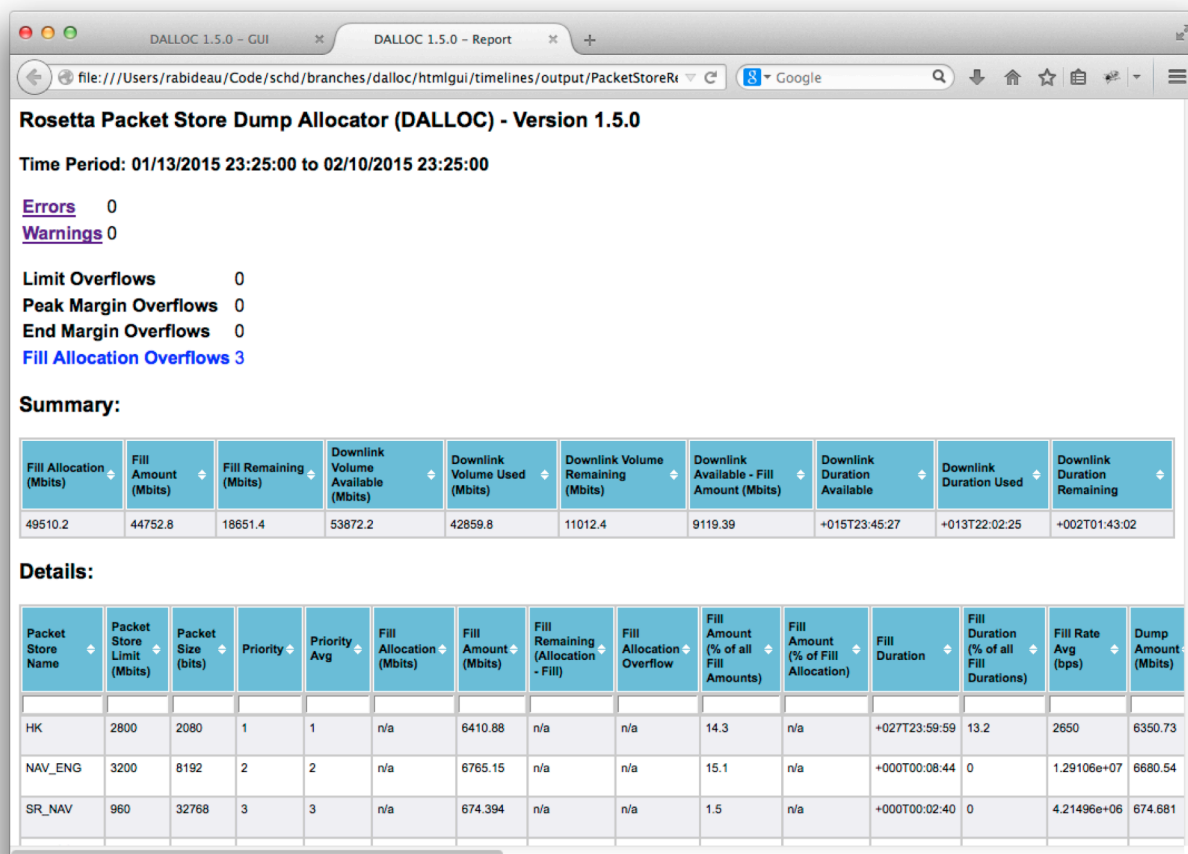 DALLOC 1.5.0 – GUI × DALLOC 1.5.0 – Report × +
file:///Users/rabideau/Code/schd/branches/dalloc/htmlgui/timelines/output/PacketStoreRe Google
Rosetta Packet Store Dump Allocator (DALLOC) - Version 1.5.0
Time Period: 01/13/2015 23:25:00 to 02/10/2015 23:25:00
Errors 0
Warnings 0
Limit Overflows 0
Peak Margin Overflows 0
End Margin Overflows 0
Fill Allocation Overflows 3
Summary:
Fill Allocation (Mbits) Fill Amount (Mbits) Fill Remaining (Mbits) Downlink Volume Available (Mbits) Downlink Volume Used (Mbits) Downlink Volume Remaining (Mbits) Downlink Available - Fill Amount (Mbits) Downlink Duration Available Downlink Duration Used Downlink Duration Remaining
49510.2 44752.8 18651.4 53872.2 42859.8 11012.4 9119.39 +015T23:45:27 +013T22:02:25 +002T01:43:02
Details:
Packet Store Name Packet Store Limit (Mbits) Packet Size (bits) Priority Priority Avg Fill Allocation (Mbits) Fill Amount (Mbits) Fill Remaining (Allocation - Fill) Fill Allocation Overflow Fill Amount (% of all Fill Amounts) Fill Amount (% of Fill Allocation) Fill Duration Fill Duration (% of all Fill Durations) Fill Rate Avg (bps) Dump Amount (Mbits)
HK 2800 2080 1 1 n/a 6410.88 n/a n/a 14.3 n/a +027T23:59:59 13.2 2650 6350.73
NAV_ENG 3200 8192 2 2 n/a 6765.15 n/a n/a 15.1 n/a +000T00:08:44 0 1.29106e+07 6680.54
SR_NAV 960 32768 3 3 n/a 674.394 n/a n/a 1.5 n/a +000T00:02:40 0 4.21496e+06 674.681